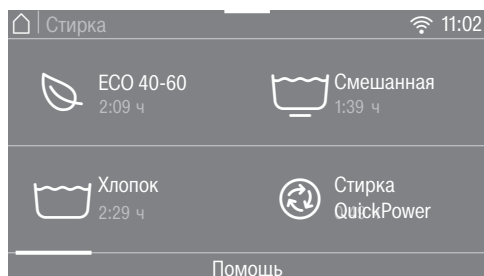 Стирка 11:02
ECO 40-60
2:09 ч
Смешанная
1:39 ч
Хлопок
2:29 ч
Стирка
QuickPower
Помощь